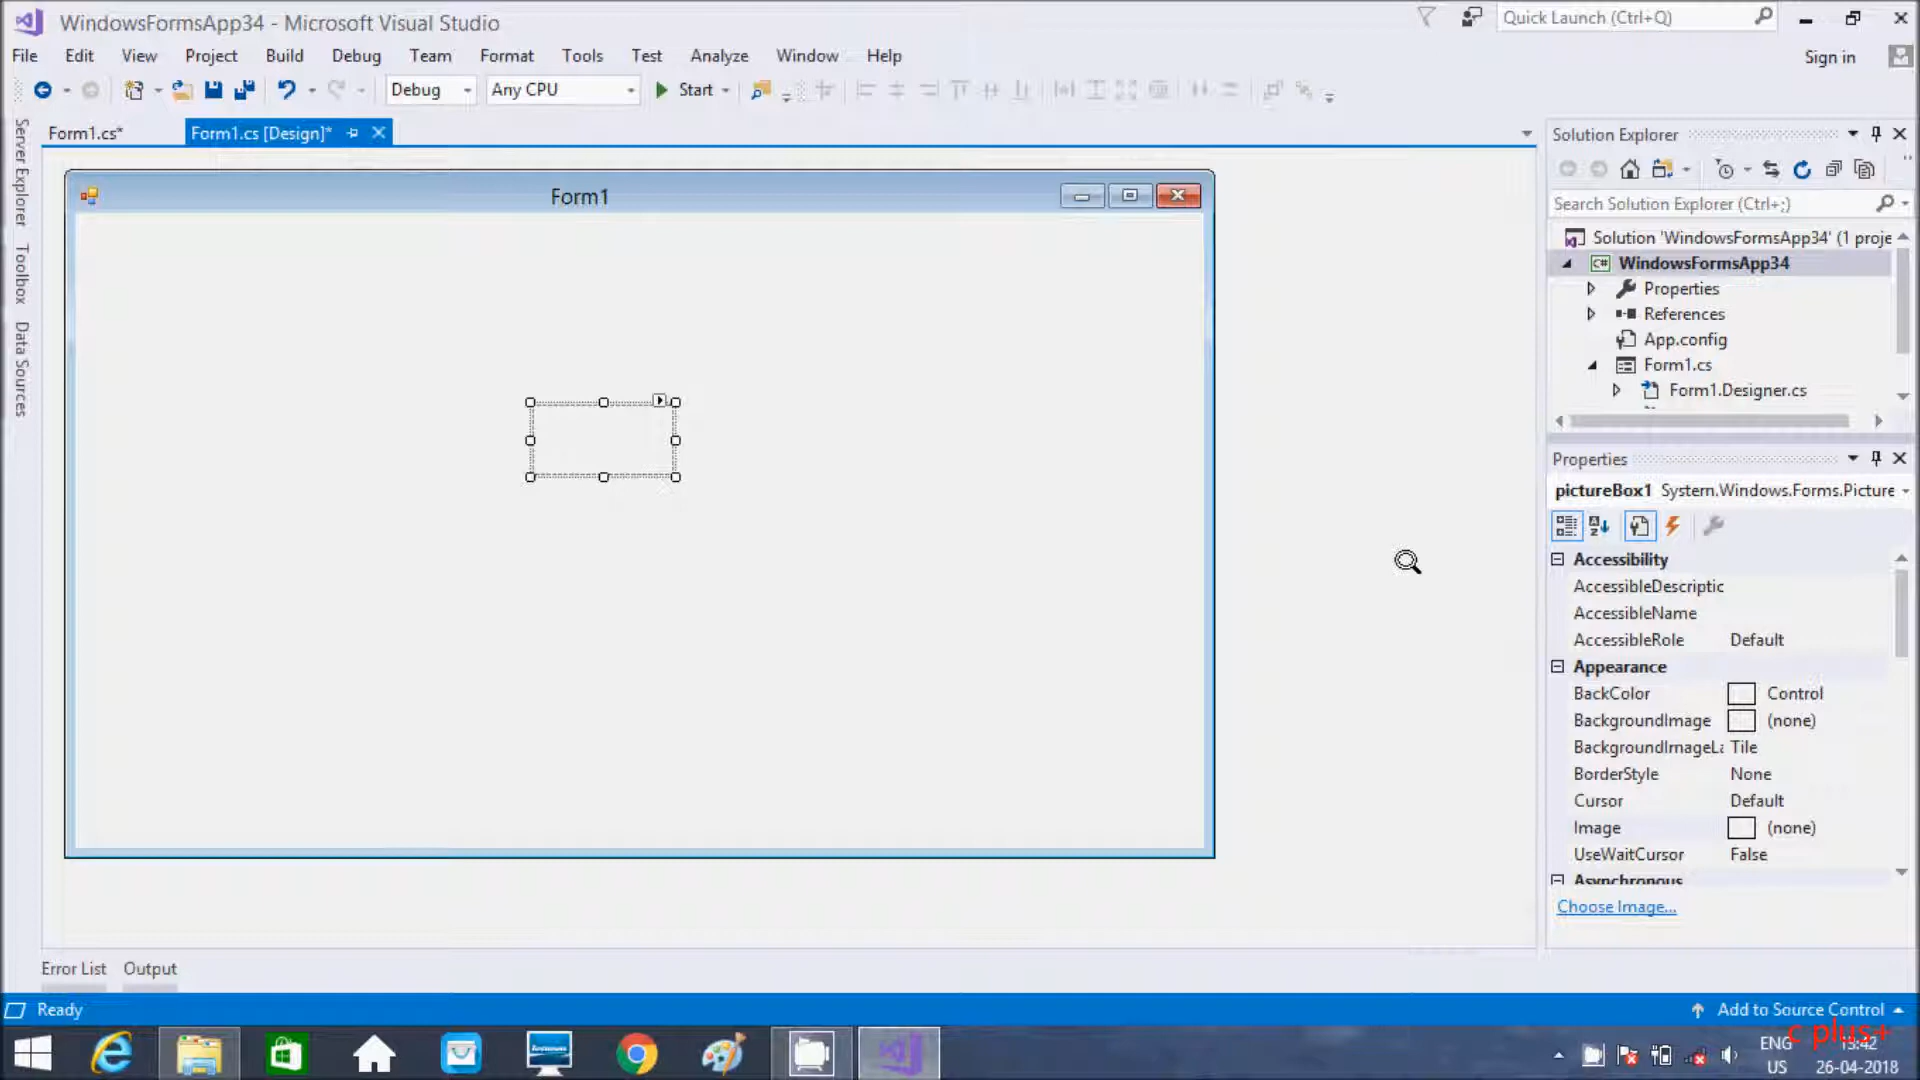 WindowsFormsApp34 - Microsoft Visual Studio
Quick Launch (Ctrl+Q)
File Edit View Project Build Debug Team Format Tools Test Analyze Window Help
Sign in
Debug Any CPU Start
Server Explorer
Toolbox
Data Sources
Form1.cs*
Form1.cs [Design]*
Form1
Solution Explorer
Search Solution Explorer (Ctrl+;)
Solution 'WindowsFormsApp34' (1 proje
C# WindowsFormsApp34
Properties
References
App.config
Form1.cs
Form1.Designer.cs
Properties
pictureBox1 System.Windows.Forms.Picture
Accessibility
AccessibleDescriptic
AccessibleName
AccessibleRole Default
Appearance
BackColor Control
BackgroundImage (none)
BackgroundImageLa Tile
BorderStyle None
Cursor Default
Image (none)
UseWaitCursor False
Asynchronous
Choose Image...
Error List Output
Ready
Add to Source Control
c plus+
ENG 13:42
US 26-04-2018